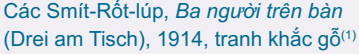 Các Smít-Rốt-lúp, Ba người trên bàn
(Drei am Tisch), 1914, tranh khắc gỗ(1)